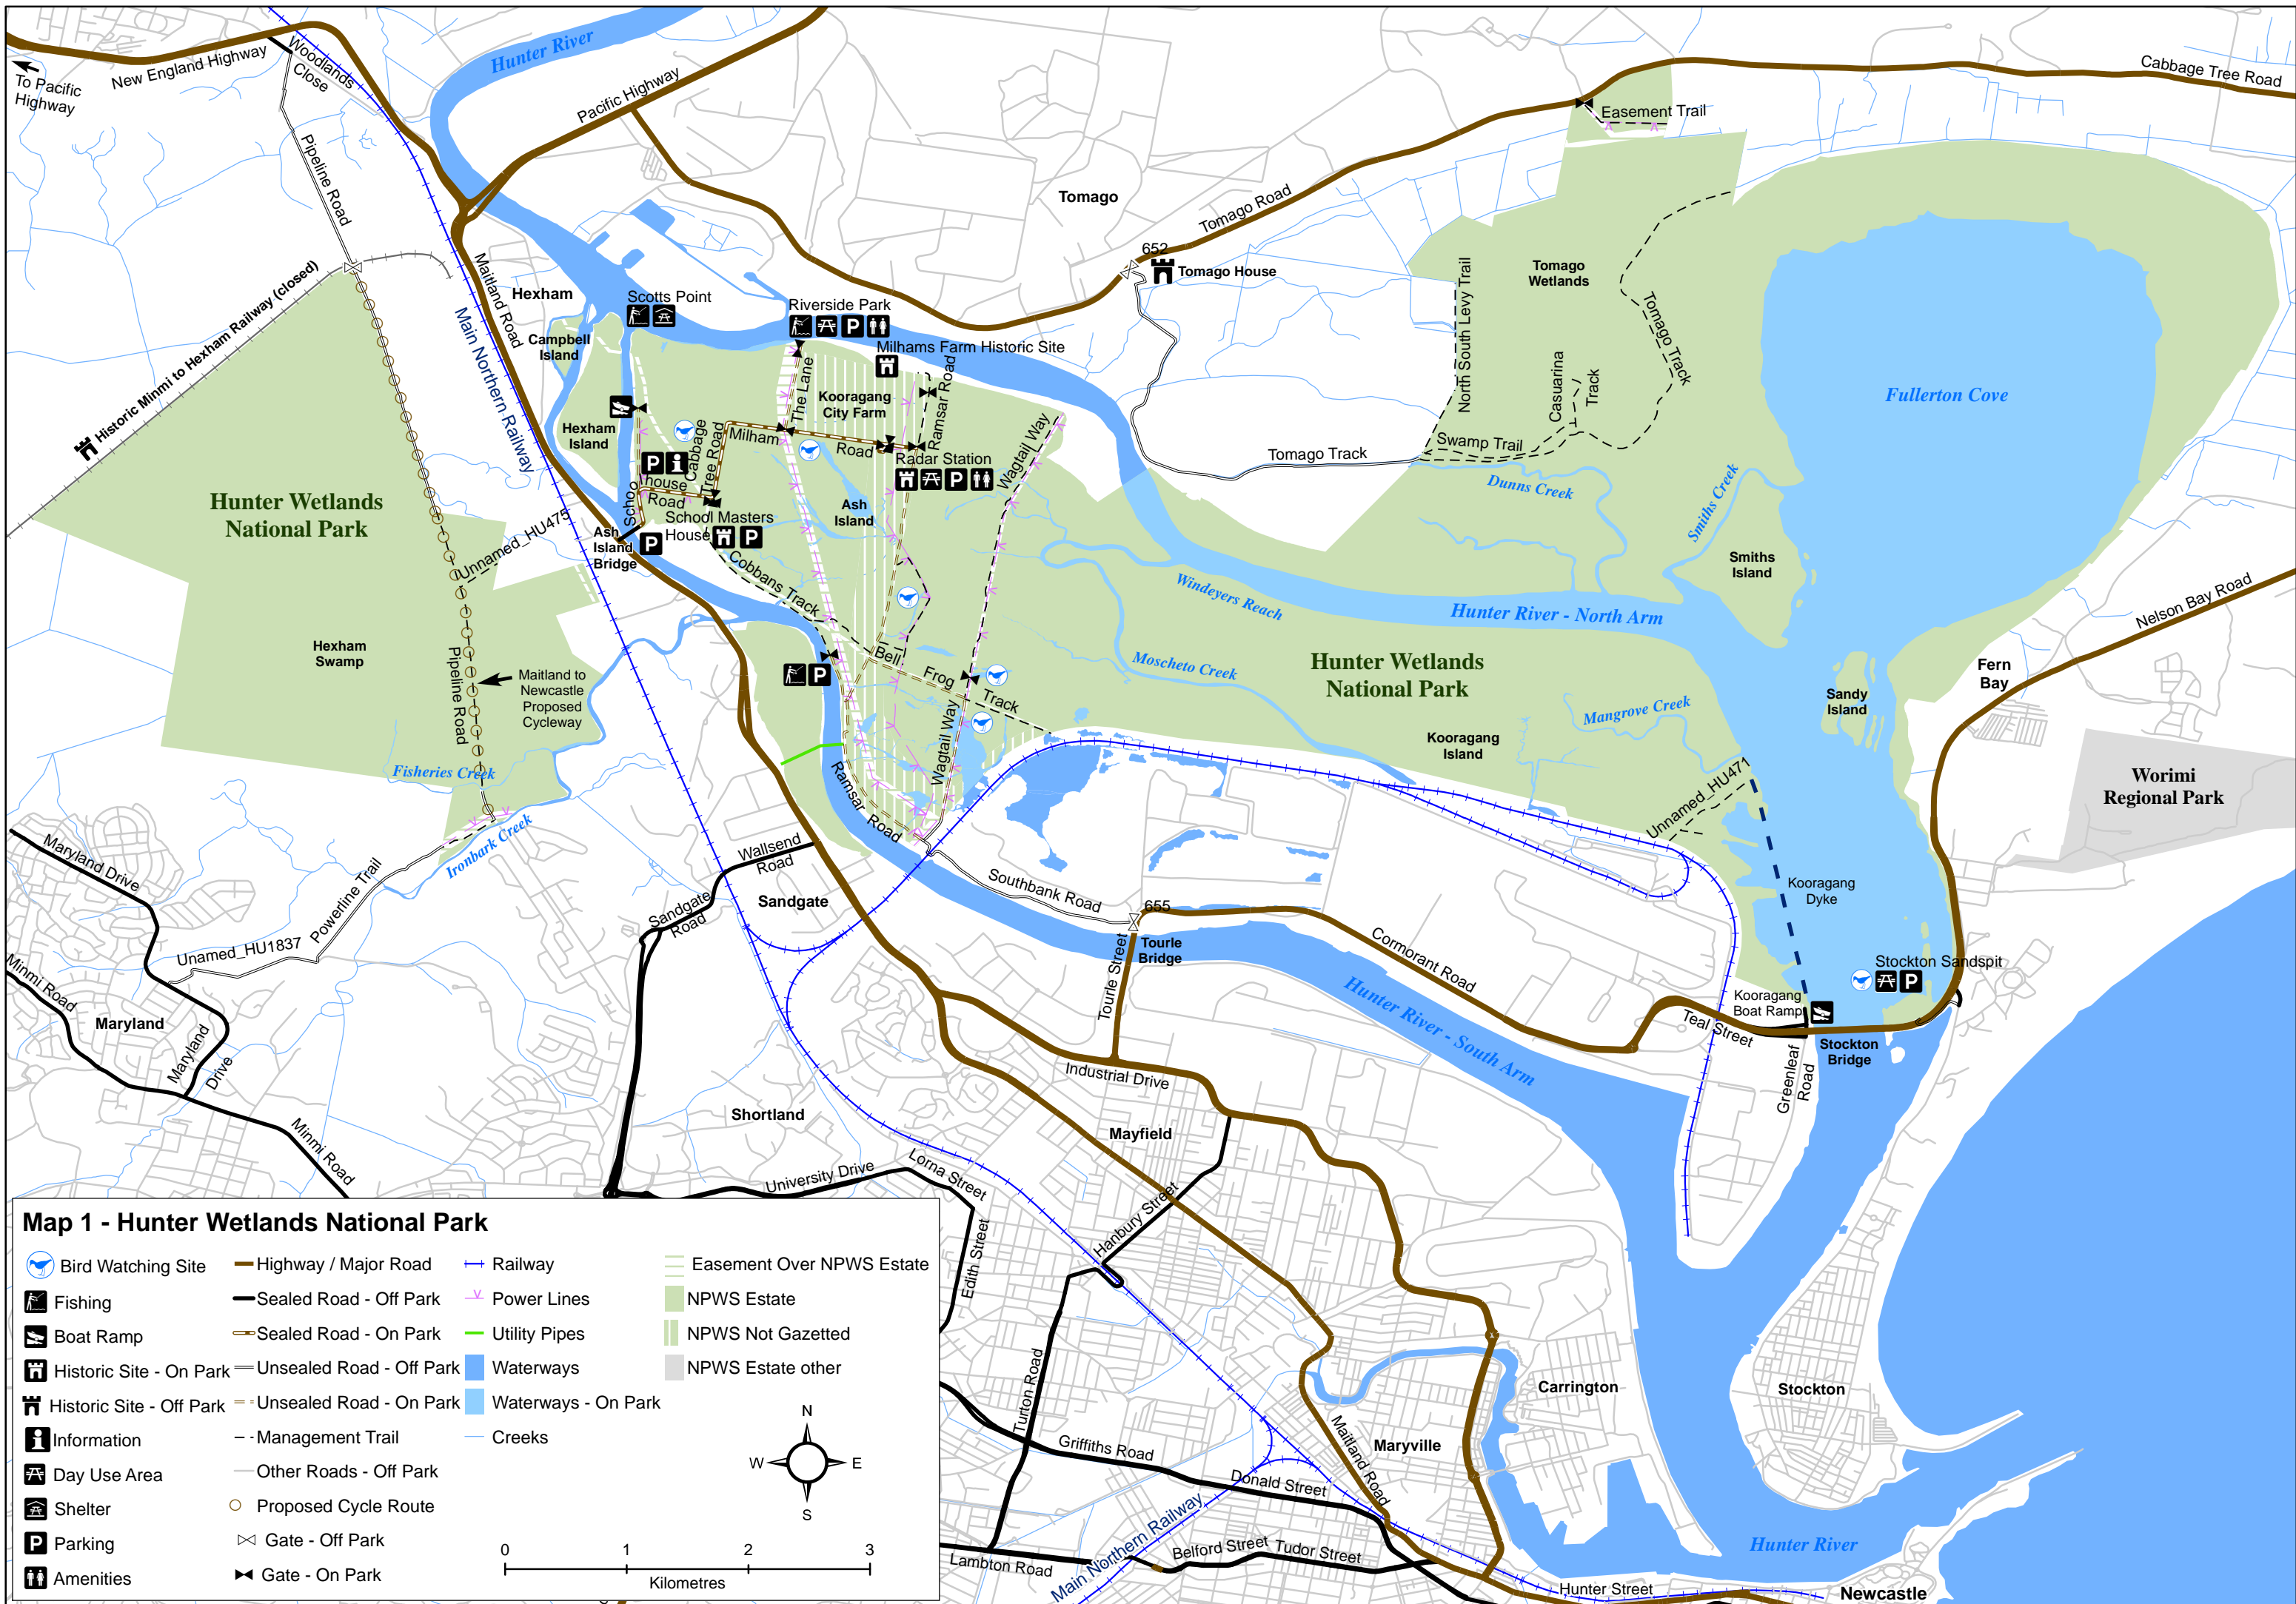 Hunter River
New England Highway
Woodlands
Close
To Pacific
Highway
Pacific Highway
Cabbage Tree Road
Easement Trail
Pipeline Road
Tomago
Tomago Road
652
Tomago House
Historic Minmi to Hexham Railway (closed)
Maitland Road
Main Northern Railway
Hexham
Scotts Point
Riverside Park
Milhams Farm Historic Site
Campbell
Island
The Lane
Kooragang
City Farm
Ramsar Road
Hexham
Island
Cabbage
Tree Road
Milham
Road
Radar Station
Wagtail Way
North South Levy Trail
Tomago
Wetlands
Tomago Track
Casuarina
Track
Swamp Trail
Tomago Track
Fullerton Cove
Dunns Creek
Smiths Creek
Smiths
Island
Hunter Wetlands
National Park
School
house
Road
School Masters
House
Ash
Island
Ash
Island
Bridge
Unnamed_HU475
Cobbans Track
Windeyers Reach
Hunter River - North Arm
Moscheto Creek
Hunter Wetlands
National Park
Mangrove Creek
Kooragang
Island
Sandy
Island
Fern
Bay
Nelson Bay Road
Worimi
Regional Park
Hexham
Swamp
Pipeline Road
Maitland to
Newcastle
Proposed
Cycleway
Bell
Frog
Track
Wagtail Way
Ramsar
Road
Fisheries Creek
Ironbark Creek
Unnamed_HU471
Kooragang
Dyke
Maryland Drive
Powerline Trail
Unamed_HU1837
Minmi Road
Maryland
Maryland
Drive
Minmi Road
Wallsend
Road
Sandgate
Road
Sandgate
Southbank Road
655
Tourle
Bridge
Tourle Street
Cormorant Road
Hunter River - South Arm
Stockton Sandspit
Kooragang
Boat Ramp
Teal Street
Stockton
Bridge
Greenleaf
Road
Industrial Drive
Shortland
Mayfield
University Drive
Lorna Street
Edith Street
Hanbury Street
Turton Road
Griffiths Road
Donald Street
Maitland Road
Maryville
Carrington
Stockton
Lambton Road
Main Northern Railway
Belford Street
Tudor Street
Hunter Street
Hunter River
Newcastle
Map 1 - Hunter Wetlands National Park
Bird Watching Site
Fishing
Boat Ramp
Historic Site - On Park
Historic Site - Off Park
Information
Day Use Area
Shelter
P Parking
Amenities
Highway / Major Road
Sealed Road - Off Park
Sealed Road - On Park
Unsealed Road - Off Park
Unsealed Road - On Park
Management Trail
Other Roads - Off Park
Proposed Cycle Route
Gate - Off Park
Gate - On Park
Railway
Power Lines
Utility Pipes
Waterways
Waterways - On Park
Creeks
Easement Over NPWS Estate
NPWS Estate
NPWS Not Gazetted
NPWS Estate other
N
W E
S
0 1 2 3
Kilometres